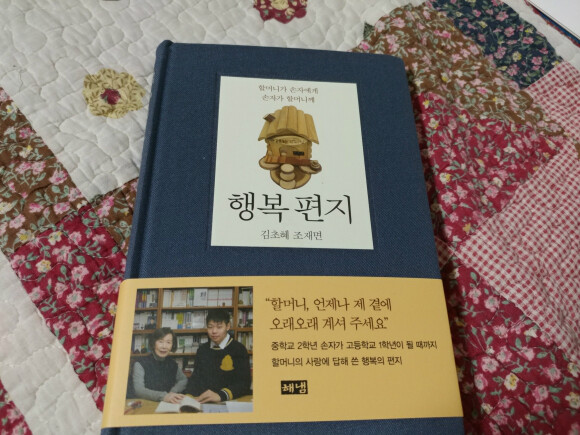 할머니가 손자에게
손자가 할머니께
행복 편지
김초혜 조재면
“할머니, 언제나 제 곁에
오래오래 계셔 주세요”
중학교 2학년 손자가 고등학교 1학년이 될 때까지
할머니의 사랑에 답해 쓴 행복의 편지
해냄